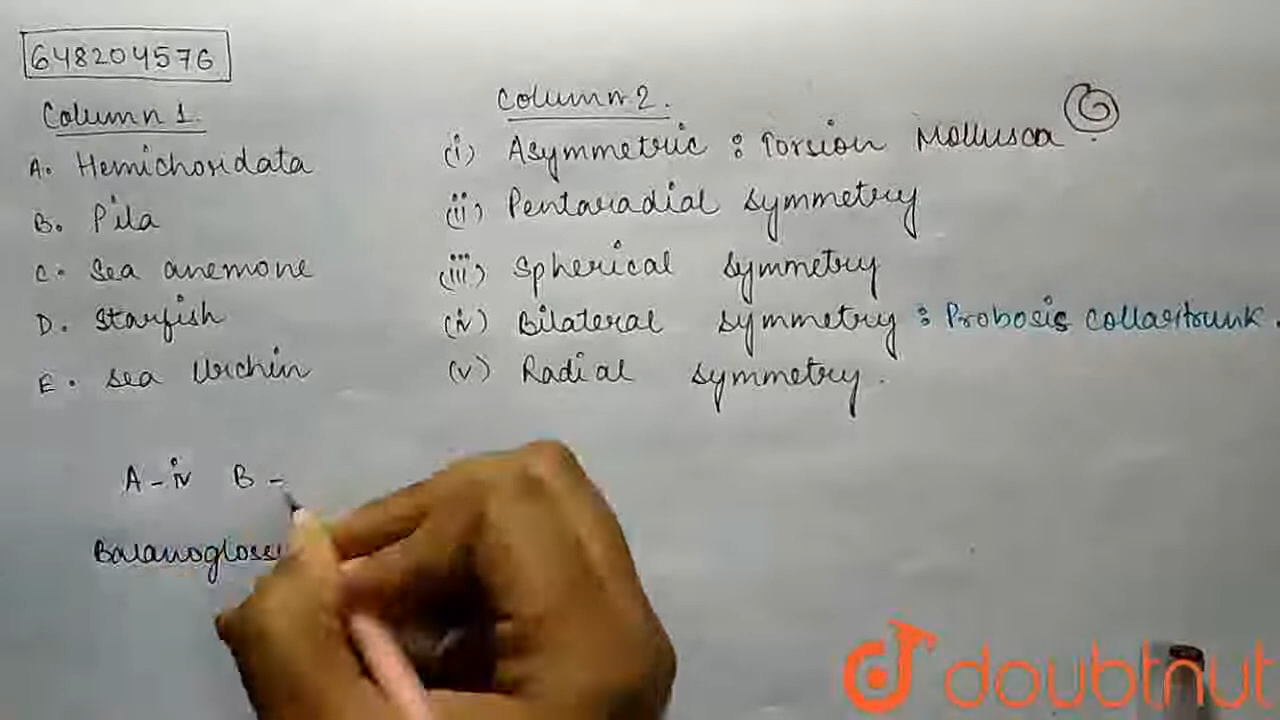 648204576
Column 1.
A. Hemichordata
B. Pila
C. Sea anemone
D. Starfish
E. Sea Urchin
Column 2.
(i) Asymmetric : Torsion Mollusca
(ii) Pentaradial symmetry
(iii) Spherical symmetry
(iv) Bilateral symmetry : Probosis collar trunk.
(v) Radial symmetry.
A - iv B -
Balanogloss
doubtnut